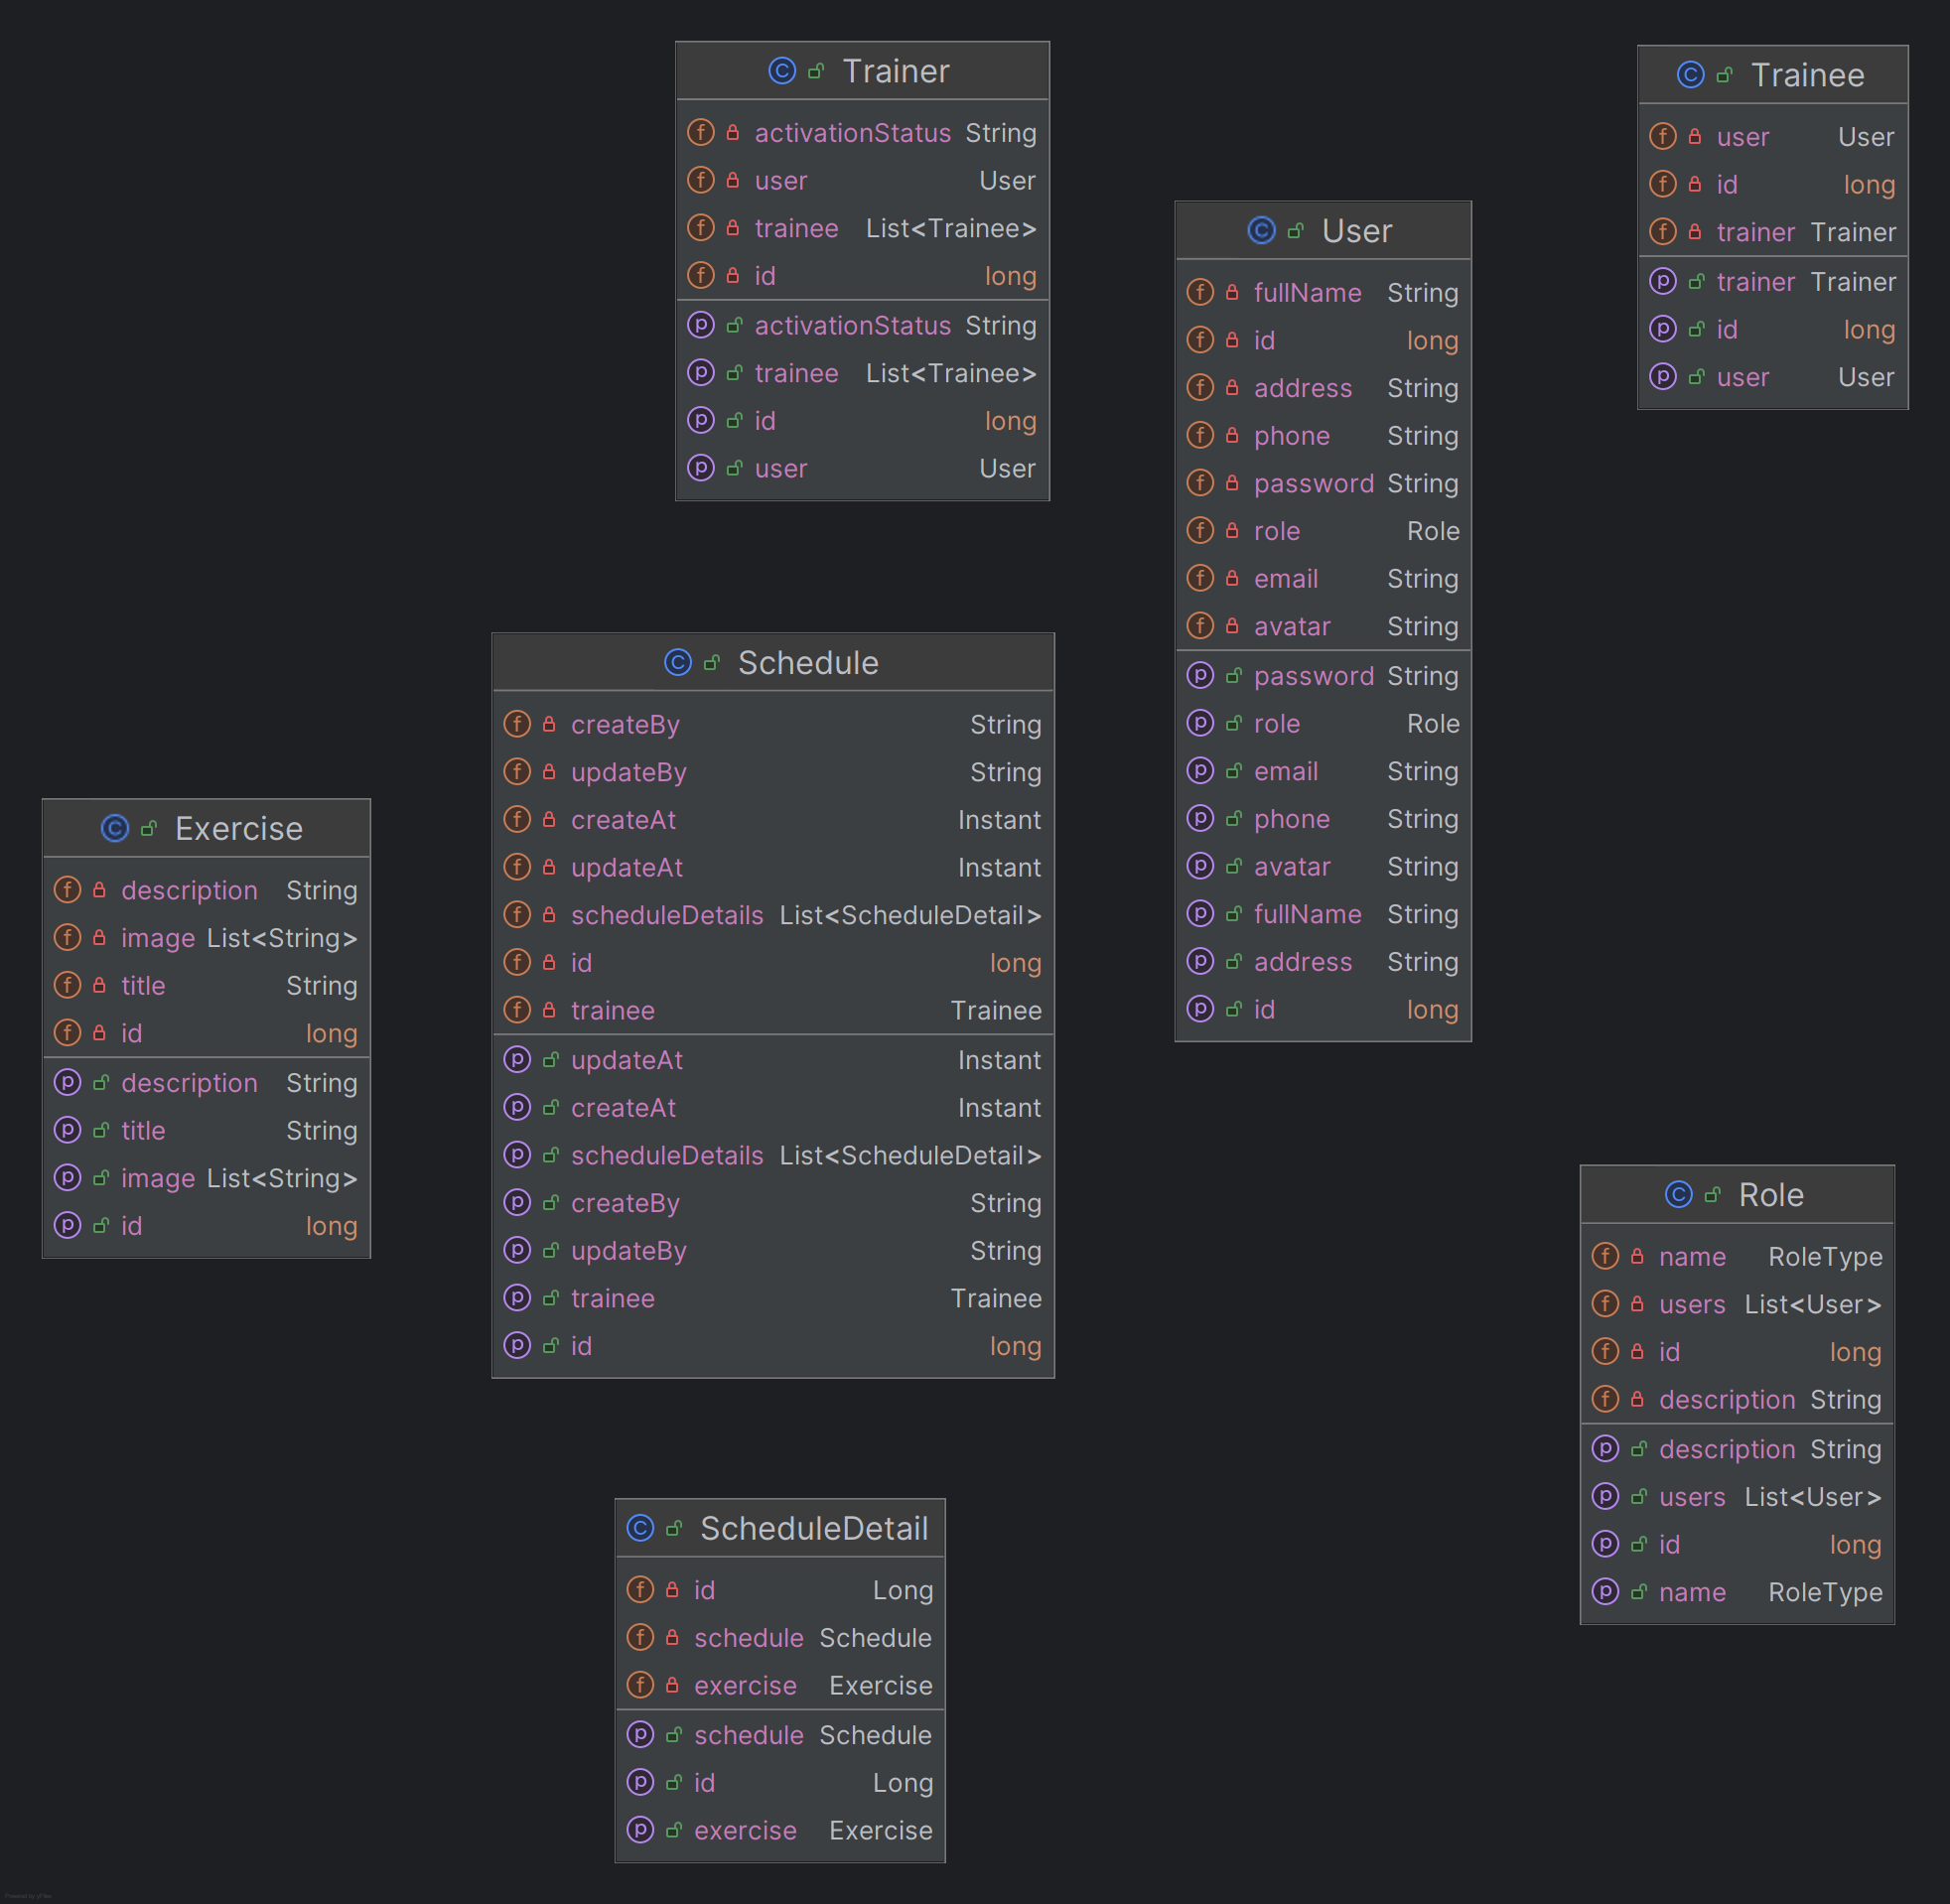 Trainer
activationStatus String
user User
trainee List<Trainee>
id long
activationStatus String
trainee List<Trainee>
id long
user User
Trainee
user User
id long
trainer Trainer
trainer Trainer
id long
user User
User
fullName String
id long
address String
phone String
password String
role Role
email String
avatar String
password String
role Role
email String
phone String
avatar String
fullName String
address String
id long
Schedule
createBy String
updateBy String
createAt Instant
updateAt Instant
scheduleDetails List<ScheduleDetail>
id long
trainee Trainee
updateAt Instant
createAt Instant
scheduleDetails List<ScheduleDetail>
createBy String
updateBy String
trainee Trainee
id long
Exercise
description String
image List<String>
title String
id long
description String
title String
image List<String>
id long
Role
name RoleType
users List<User>
id long
description String
description String
users List<User>
id long
name RoleType
ScheduleDetail
id Long
schedule Schedule
exercise Exercise
schedule Schedule
id Long
exercise Exercise
Powered by yFiles